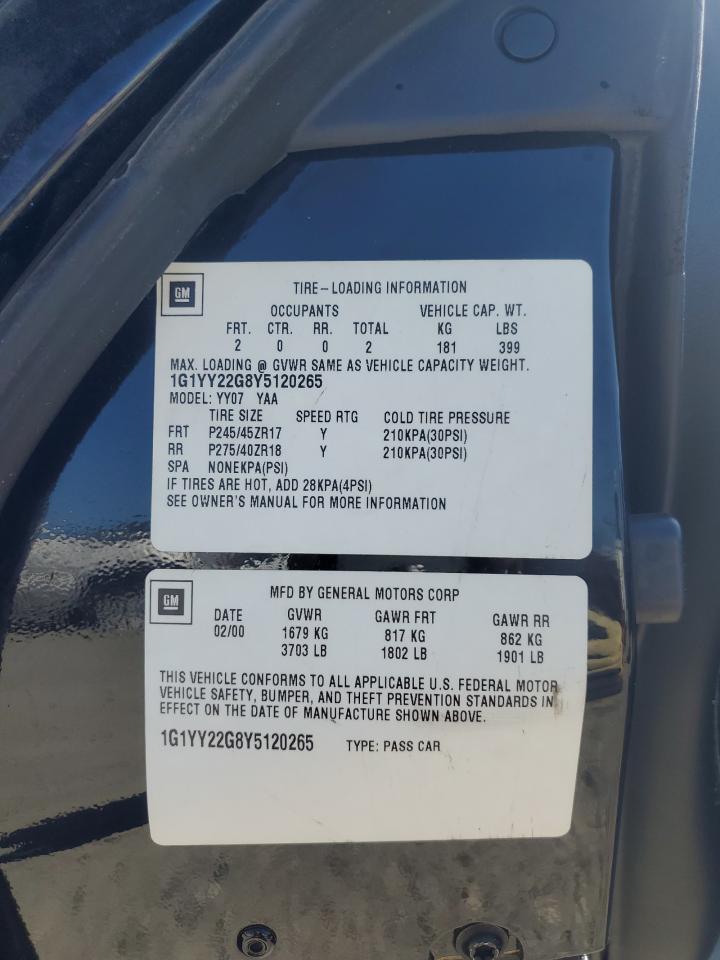 GM
TIRE-LOADING INFORMATION
OCCUPANTS VEHICLE CAP. WT.
FRT. CTR. RR. TOTAL KG LBS
2 0 0 2 181 399
MAX. LOADING @ GVWR SAME AS VEHICLE CAPACITY WEIGHT.
1G1YY22G8Y5120265
MODEL: YY07 YAA
TIRE SIZE SPEED RTG COLD TIRE PRESSURE
FRT P245/45ZR17 Y 210KPA(30PSI)
RR P275/40ZR18 Y 210KPA(30PSI)
SPA NONEKPA(PSI)
IF TIRES ARE HOT, ADD 28KPA(4PSI)
SEE OWNER'S MANUAL FOR MORE INFORMATION
GM
MFD BY GENERAL MOTORS CORP
DATE GVWR GAWR FRT GAWR RR
02/00 1679 KG 817 KG 862 KG
3703 LB 1802 LB 1901 LB
THIS VEHICLE CONFORMS TO ALL APPLICABLE U.S. FEDERAL MOTOR
VEHICLE SAFETY, BUMPER, AND THEFT PREVENTION STANDARDS IN
EFFECT ON THE DATE OF MANUFACTURE SHOWN ABOVE.
1G1YY22G8Y5120265 TYPE: PASS CAR